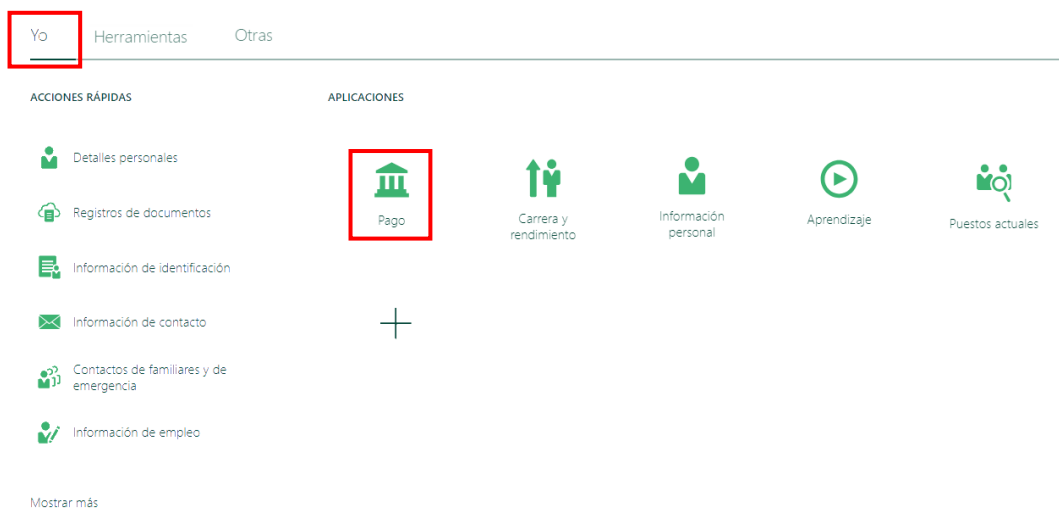 Yo
Herramientas
Otras
ACCIONES RÁPIDAS
Detalles personales
Registros de documentos
Información de identificación
Información de contacto
Contactos de familiares y de
emergencia
Información de empleo
Mostrar más
APLICACIONES
Pago
Carrera y
rendimiento
Información
personal
Aprendizaje
Puestos actuales